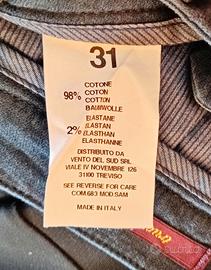 31
COTONE
98% COTON
COTTON
BAUMWOLLE
ELASTANE
2% ELASTAN
ELASTHAN
ELASTHANNE
DISTRIBUITO DA
VENTO DEL SUD SRL
VIALE IV NOVEMBRE 126
31100 TREVISO
SEE REVERSE FOR CARE
COM.683 MOD.SAM
MADE IN ITALY